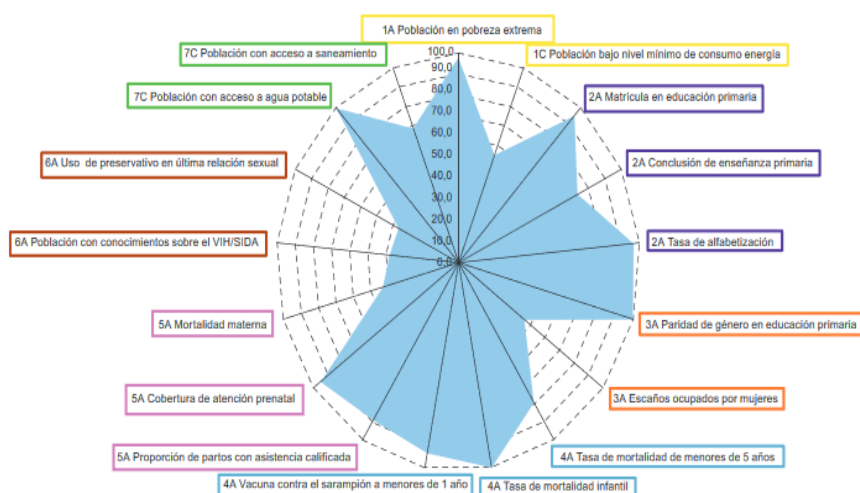 1A Población en pobreza extrema
7C Población con acceso a saneamiento
1C Población bajo nivel mínimo de consumo energía
100,0
90,0
80,0
70,0
60,0
50,0
40,0
30,0
20,0
10,0
0,0
7C Población con acceso a agua potable
2A Matrícula en educación primaria
6A Uso de preservativo en última relación sexual
2A Conclusión de enseñanza primaria
6A Población con conocimientos sobre el VIH/SIDA
2A Tasa de alfabetización
5A Mortalidad materna
3A Paridad de género en educación primaria
5A Cobertura de atención prenatal
3A Escaños ocupados por mujeres
5A Proporción de partos con asistencia calificada
4A Tasa de mortalidad de menores de 5 años
4A Vacuna contra el sarampión a menores de 1 año
4A Tasa de mortalidad infantil